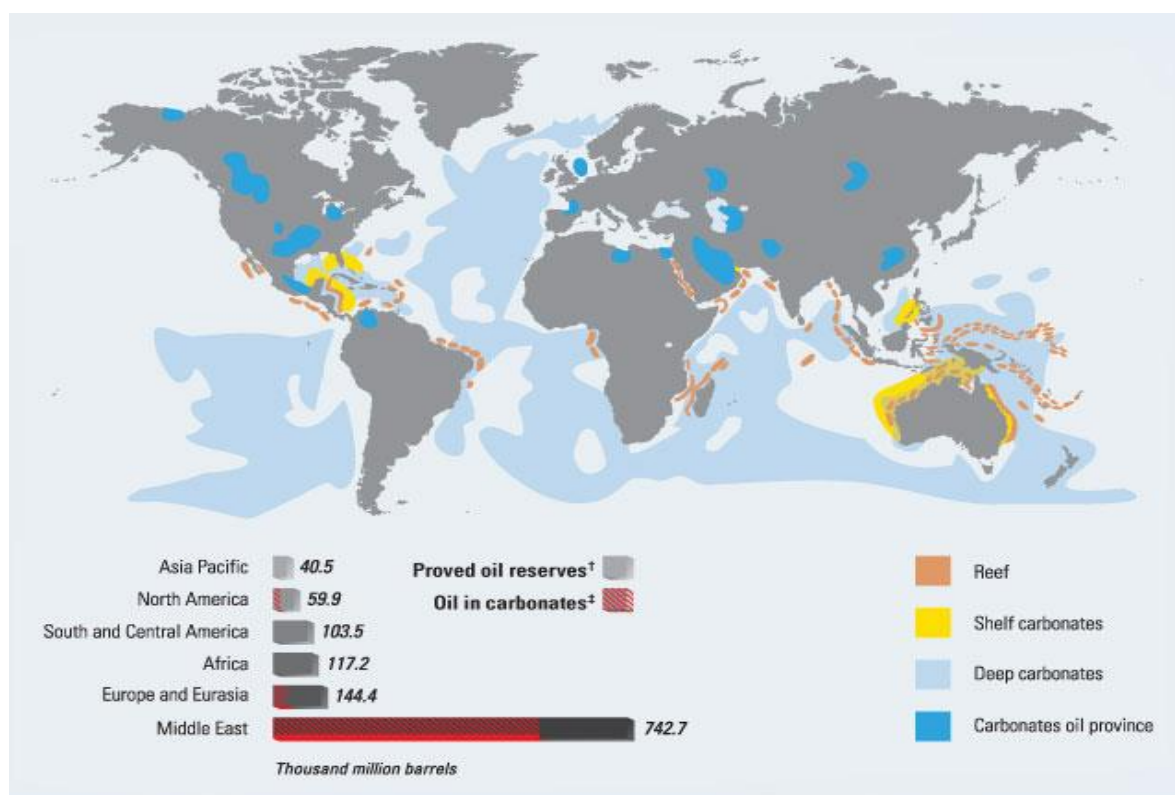 Asia Pacific 40.5
North America 59.9
South and Central America 103.5
Africa 117.2
Europe and Eurasia 144.4
Middle East 742.7
Thousand million barrels
Proved oil reserves†
Oil in carbonates‡
Reef
Shelf carbonates
Deep carbonates
Carbonates oil province